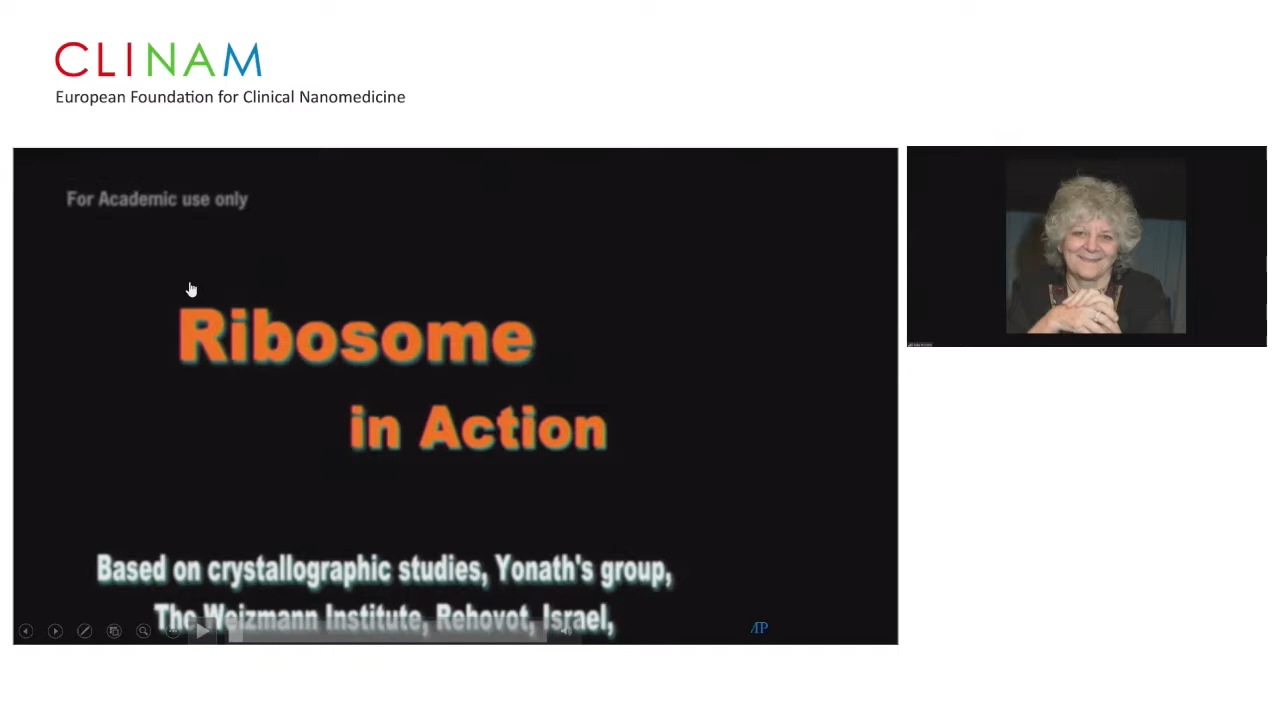 CLINAM
European Foundation for Clinical Nanomedicine
For Academic use only
Ribosome
in Action
Based on crystallographic studies, Yonath's group,
The Weizmann Institute, Rehovot, Israel,